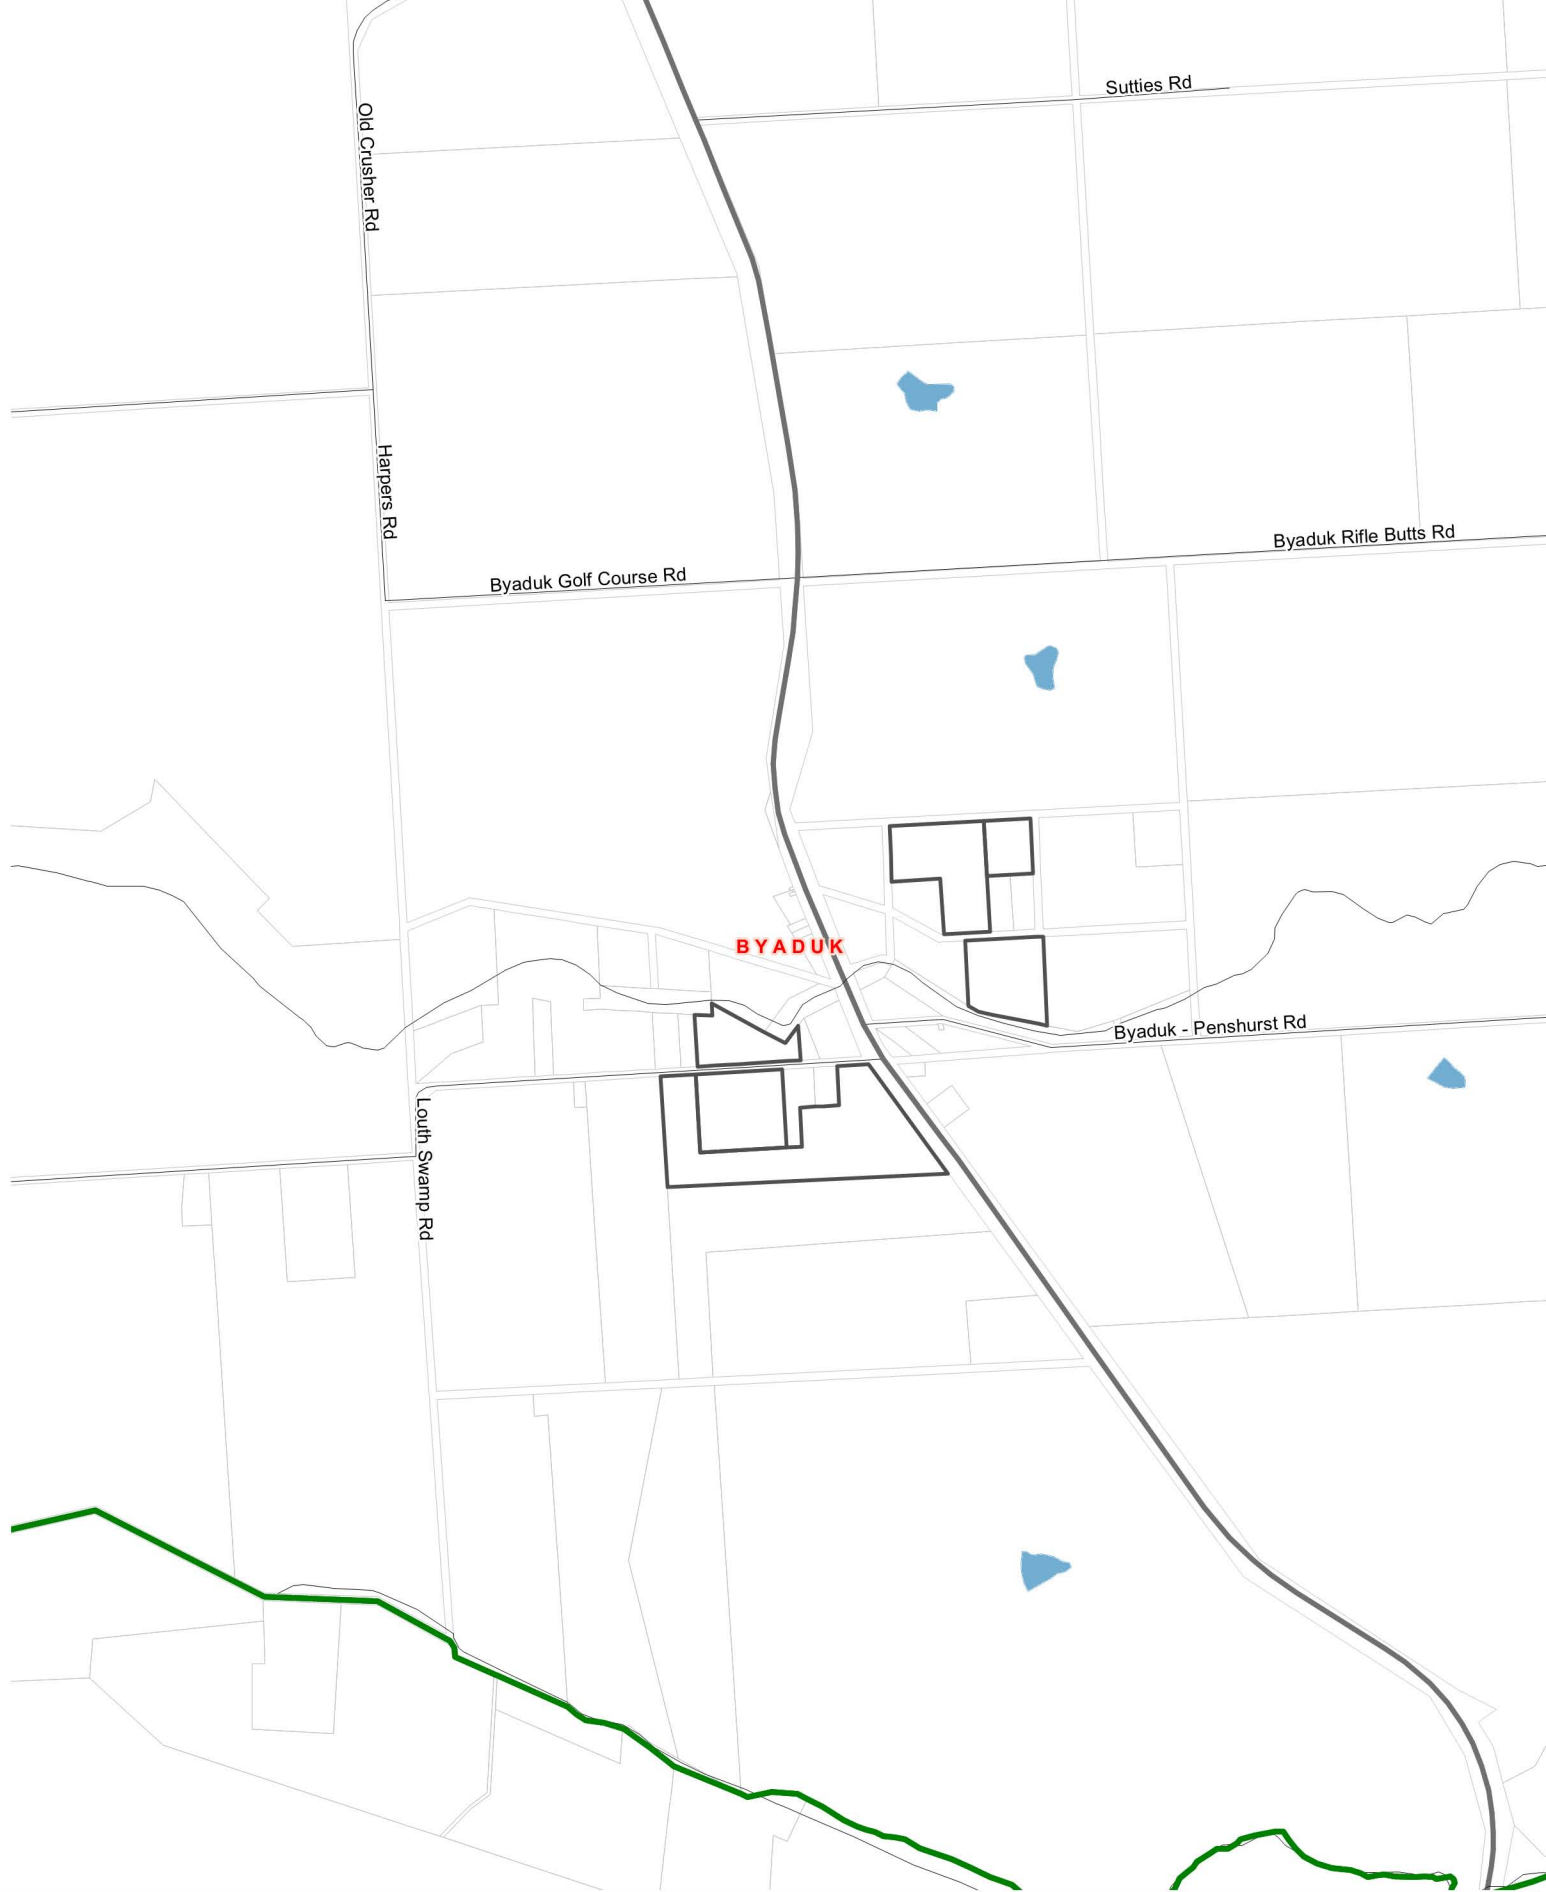 Sutties Rd
Old Crusher Rd
Harpers Rd
Byaduk Rifle Butts Rd
Byaduk Golf Course Rd
BYADUK
Byaduk - Penshurst Rd
Louth Swamp Rd